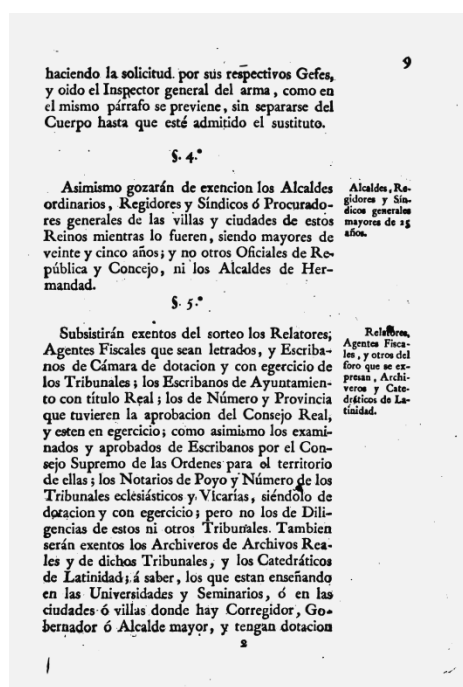 9
haciendo la solicitud por sus respectivos Gefes,
y oido el Inspector general del arma, como en
el mismo párrafo se previene, sin separarse del
Cuerpo hasta que esté admitido el sustituto.
§. 4.º
Asimismo gozarán de exencion los Alcaldes
ordinarios, Regidores y Síndicos ó Procurado-
res generales de las villas y ciudades de estos
Reinos mientras lo fueren, siendo mayores de
veinte y cinco años; y no otros Oficiales de Re-
pública y Concejo, ni los Alcaldes de Her-
mandad.
Alcaldes, Re-
gidores y Sín-
dicos generales
mayores de 25
años.
§. 5.º
Subsistirán exentos del sorteo los Relatores;
Agentes Fiscales que sean letrados, y Escriba-
nos de Cámara de dotacion y con egercicio de
los Tribunales; los Escribanos de Ayuntamien-
to con título Real; los de Número y Provincia
que tuvieren la aprobacion del Consejo Real,
y esten en egercicio; como asimismo los exami-
nados y aprobados de Escribanos por el Con-
sejo Supremo de las Ordenes para el territorio
de ellas; los Notarios de Poyo y Número de los
Tribunales eclesiásticos y Vicarías, siéndolo de
dotacion y con egercicio; pero no los de Dili-
gencias de estos ni otros Tribunales. Tambien
serán exentos los Archiveros de Archivos Rea-
les y de dichos Tribunales, y los Catedráticos
de Latinidad; á saber, los que estan enseñando
en las Universidades y Seminarios, ó en las
ciudades ó villas donde hay Corregidor, Go-
bernador ó Alcalde mayor, y tengan dotacion
Relatores,
Agentes Fisca-
les, y otros del
foro que se ex-
presan, Archi-
veros y Cate-
dráticos de La-
tinidad.
2